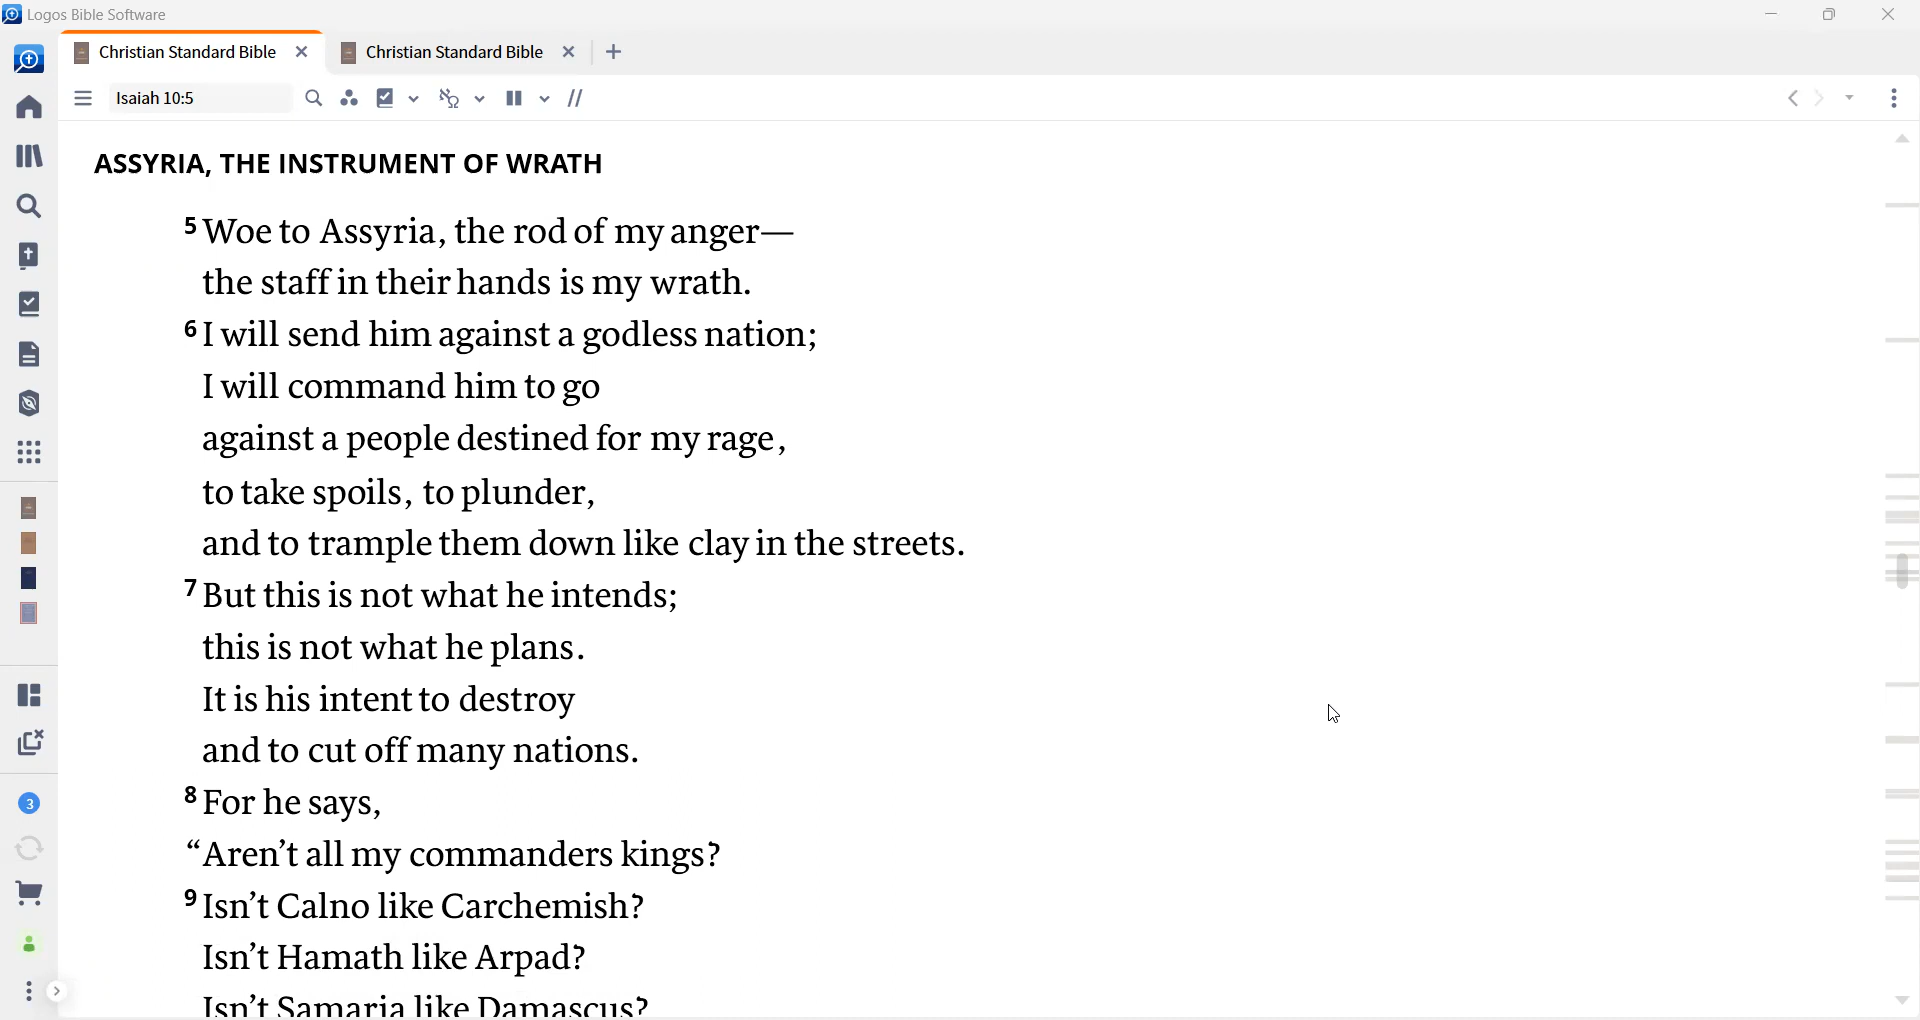 Logos Bible Software
Christian Standard Bible
Christian Standard Bible
Isaiah 10:5
ASSYRIA, THE INSTRUMENT OF WRATH
5 Woe to Assyria, the rod of my anger—
the staff in their hands is my wrath.
6 I will send him against a godless nation;
I will command him to go
against a people destined for my rage,
to take spoils, to plunder,
and to trample them down like clay in the streets.
7 But this is not what he intends;
this is not what he plans.
It is his intent to destroy
and to cut off many nations.
8 For he says,
“Aren’t all my commanders kings?
9 Isn’t Calno like Carchemish?
Isn’t Hamath like Arpad?
Isn’t Samaria like Damascus?
3